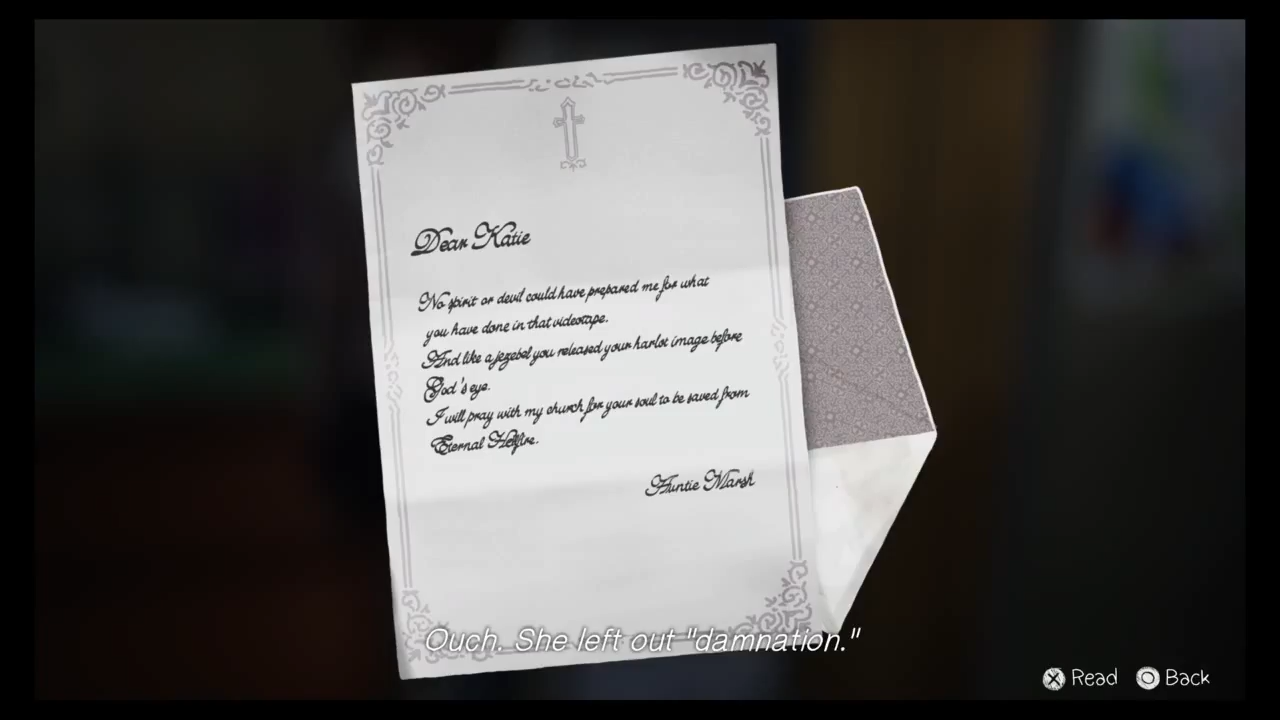 Dear Katie
No spirit or devil could have prepared me for what
you have done in that videotape.
And like a jezebel you released your harlot image before
God's eye.
I will pray with my church for your soul to be saved from
Eternal Hellfire.
Auntie Marsh
Ouch. She left out "damnation."
Read Back